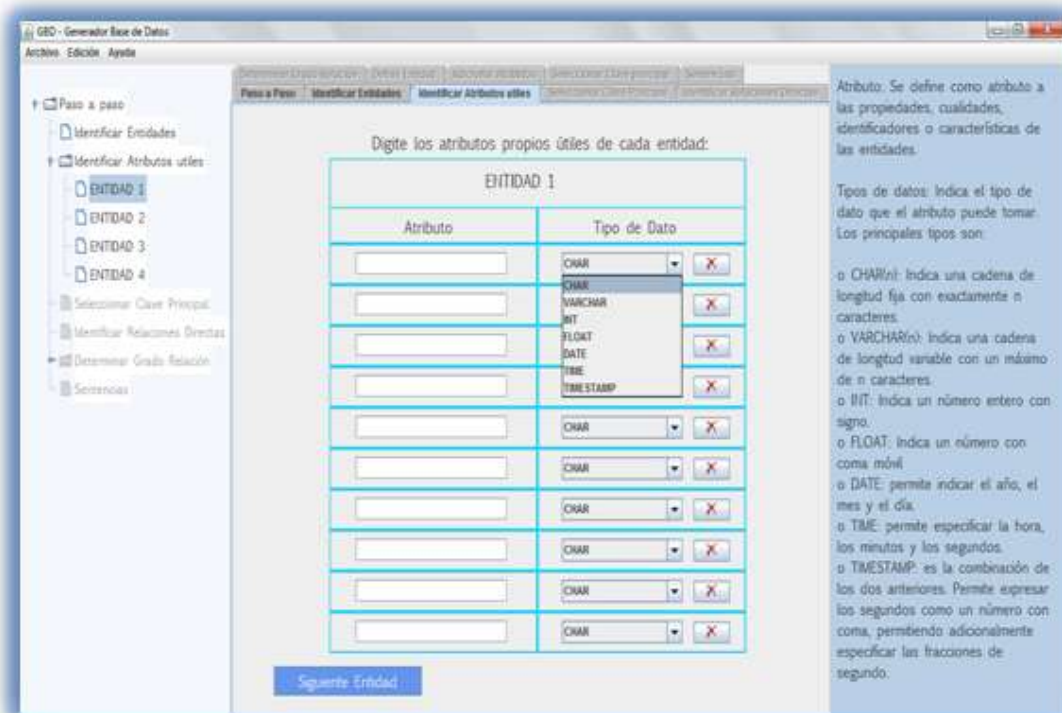 GBD - Generador Base de Datos
Archivo Edición Ayuda
Paso a paso
Identificar Entidades
Identificar Atributos utiles
ENTIDAD 1
ENTIDAD 2
ENTIDAD 3
ENTIDAD 4
Seleccionar Clave Principal
Identificar Relaciones Directas
Determinar Grado Relación
Sentencias
Paso a Paso Identificar Entidades Identificar Atributos utiles
Digite los atributos propios útiles de cada entidad:
ENTIDAD 1
Atributo Tipo de Dato
CHAR
CHAR
VARCHAR
INT
FLOAT
DATE
TIME
TIMESTAMP
CHAR
CHAR
CHAR
CHAR
CHAR
CHAR
Siguiente Entidad
Atributo: Se define como atributo a
las propiedades, cualidades,
identificadores o características de
las entidades.
Tipos de datos: Indica el tipo de
dato que el atributo puede tomar.
Los principales tipos son:
o CHAR(n): Indica una cadena de
longitud fija con exactamente n
caracteres.
o VARCHAR(n): Indica una cadena
de longitud variable con un máximo
de n caracteres.
o INT: Indica un número entero con
signo.
o FLOAT: Indica un número con
coma móvil
o DATE: permite indicar el año, el
mes y el día.
o TIME: permite especificar la hora,
los minutos y los segundos.
o TIMESTAMP: es la combinación de
los dos anteriores. Permite expresar
los segundos como un número con
coma, permitiendo adicionalmente
especificar las fracciones de
segundo.